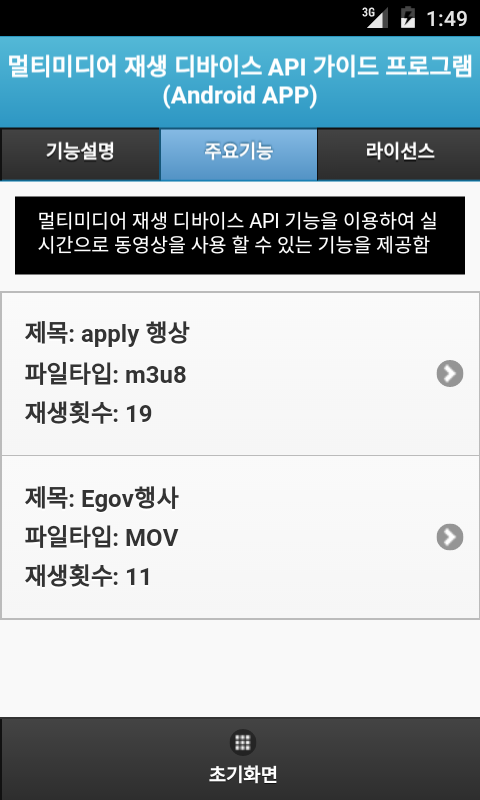 3G 1:49
멀티미디어 재생 디바이스 API 가이드 프로그램
(Android APP)
기능설명 주요기능 라이선스
멀티미디어 재생 디바이스 API 기능을 이용하여 실
시간으로 동영상을 사용 할 수 있는 기능을 제공함
제목: apply 행상
파일타입: m3u8
재생횟수: 19
제목: Egov행사
파일타입: MOV
재생횟수: 11
초기화면